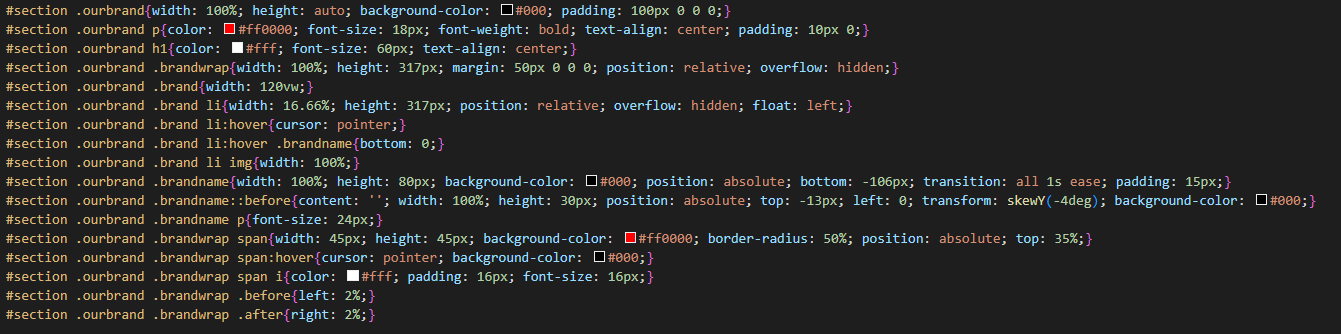 #section .ourbrand{width: 100%; height: auto; background-color: #000; padding: 100px 0 0 0;}
#section .ourbrand p{color: #ff0000; font-size: 18px; font-weight: bold; text-align: center; padding: 10px 0;}
#section .ourbrand h1{color: #fff; font-size: 60px; text-align: center;}
#section .ourbrand .brandwrap{width: 100%; height: 317px; margin: 50px 0 0 0; position: relative; overflow: hidden;}
#section .ourbrand .brand{width: 120vw;}
#section .ourbrand .brand li{width: 16.66%; height: 317px; position: relative; overflow: hidden; float: left;}
#section .ourbrand .brand li:hover{cursor: pointer;}
#section .ourbrand .brand li:hover .brandname{bottom: 0;}
#section .ourbrand .brand li img{width: 100%;}
#section .ourbrand .brandname{width: 100%; height: 80px; background-color: #000; position: absolute; bottom: -106px; transition: all 1s ease; padding: 15px;}
#section .ourbrand .brandname::before{content: ''; width: 100%; height: 30px; position: absolute; top: -13px; left: 0; transform: skewY(-4deg); background-color: #000;}
#section .ourbrand .brandname p{font-size: 24px;}
#section .ourbrand .brandwrap span{width: 45px; height: 45px; background-color: #ff0000; border-radius: 50%; position: absolute; top: 35%;}
#section .ourbrand .brandwrap span:hover{cursor: pointer; background-color: #000;}
#section .ourbrand .brandwrap span i{color: #fff; padding: 16px; font-size: 16px;}
#section .ourbrand .brandwrap .before{left: 2%;}
#section .ourbrand .brandwrap .after{right: 2%;}